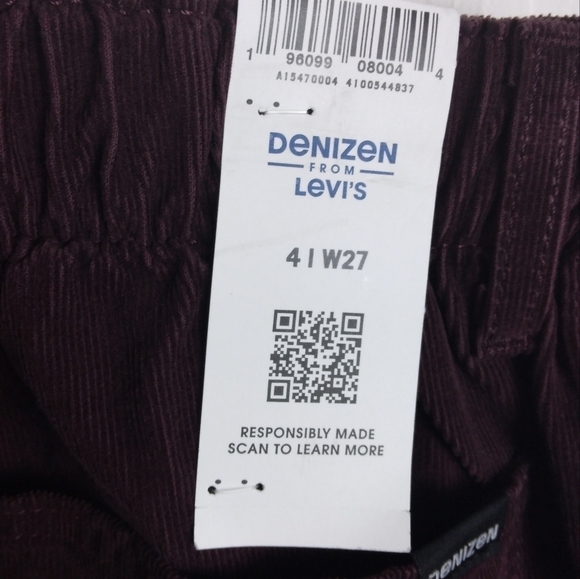 1 96099 08004 4
A15470004 4100544837
DENIZEN
FROM
LEVI'S
4 | W27
RESPONSIBLY MADE
SCAN TO LEARN MORE
DENIZEN